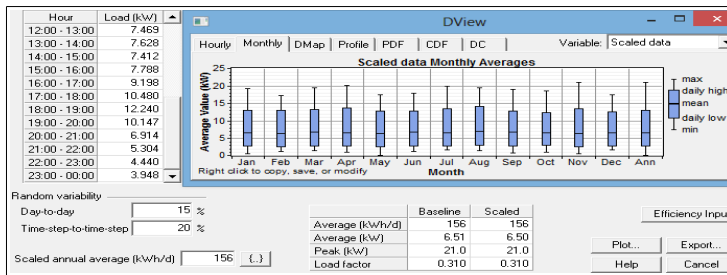 Hour Load (kW)
12:00 - 13:00 7.469
13:00 - 14:00 7.628
14:00 - 15:00 7.412
15:00 - 16:00 7.788
16:00 - 17:00 9.198
17:00 - 18:00 10.480
18:00 - 19:00 12.240
19:00 - 20:00 10.147
20:00 - 21:00 6.914
21:00 - 22:00 5.304
22:00 - 23:00 4.440
23:00 - 00:00 3.948
DView
Hourly Monthly DMap Profile PDF CDF DC Variable: Scaled data
Scaled data Monthly Averages
Average Value (kW)
25
20
15
10
5
0
Jan Feb Mar Apr May Jun Jul Aug Sep Oct Nov Dec Ann
Month
Right click to copy, save, or modify
max
daily high
mean
daily low
min
Random variability
Day-to-day 15 %
Time-step-to-time-step 20 %
Scaled annual average (kWh/d) 156 {..}
Baseline Scaled
Average (kWh/d) 156 156
Average (kW) 6.51 6.50
Peak (kW) 21.0 21.0
Load factor 0.310 0.310
Efficiency Input
Plot... Export...
Help Cancel